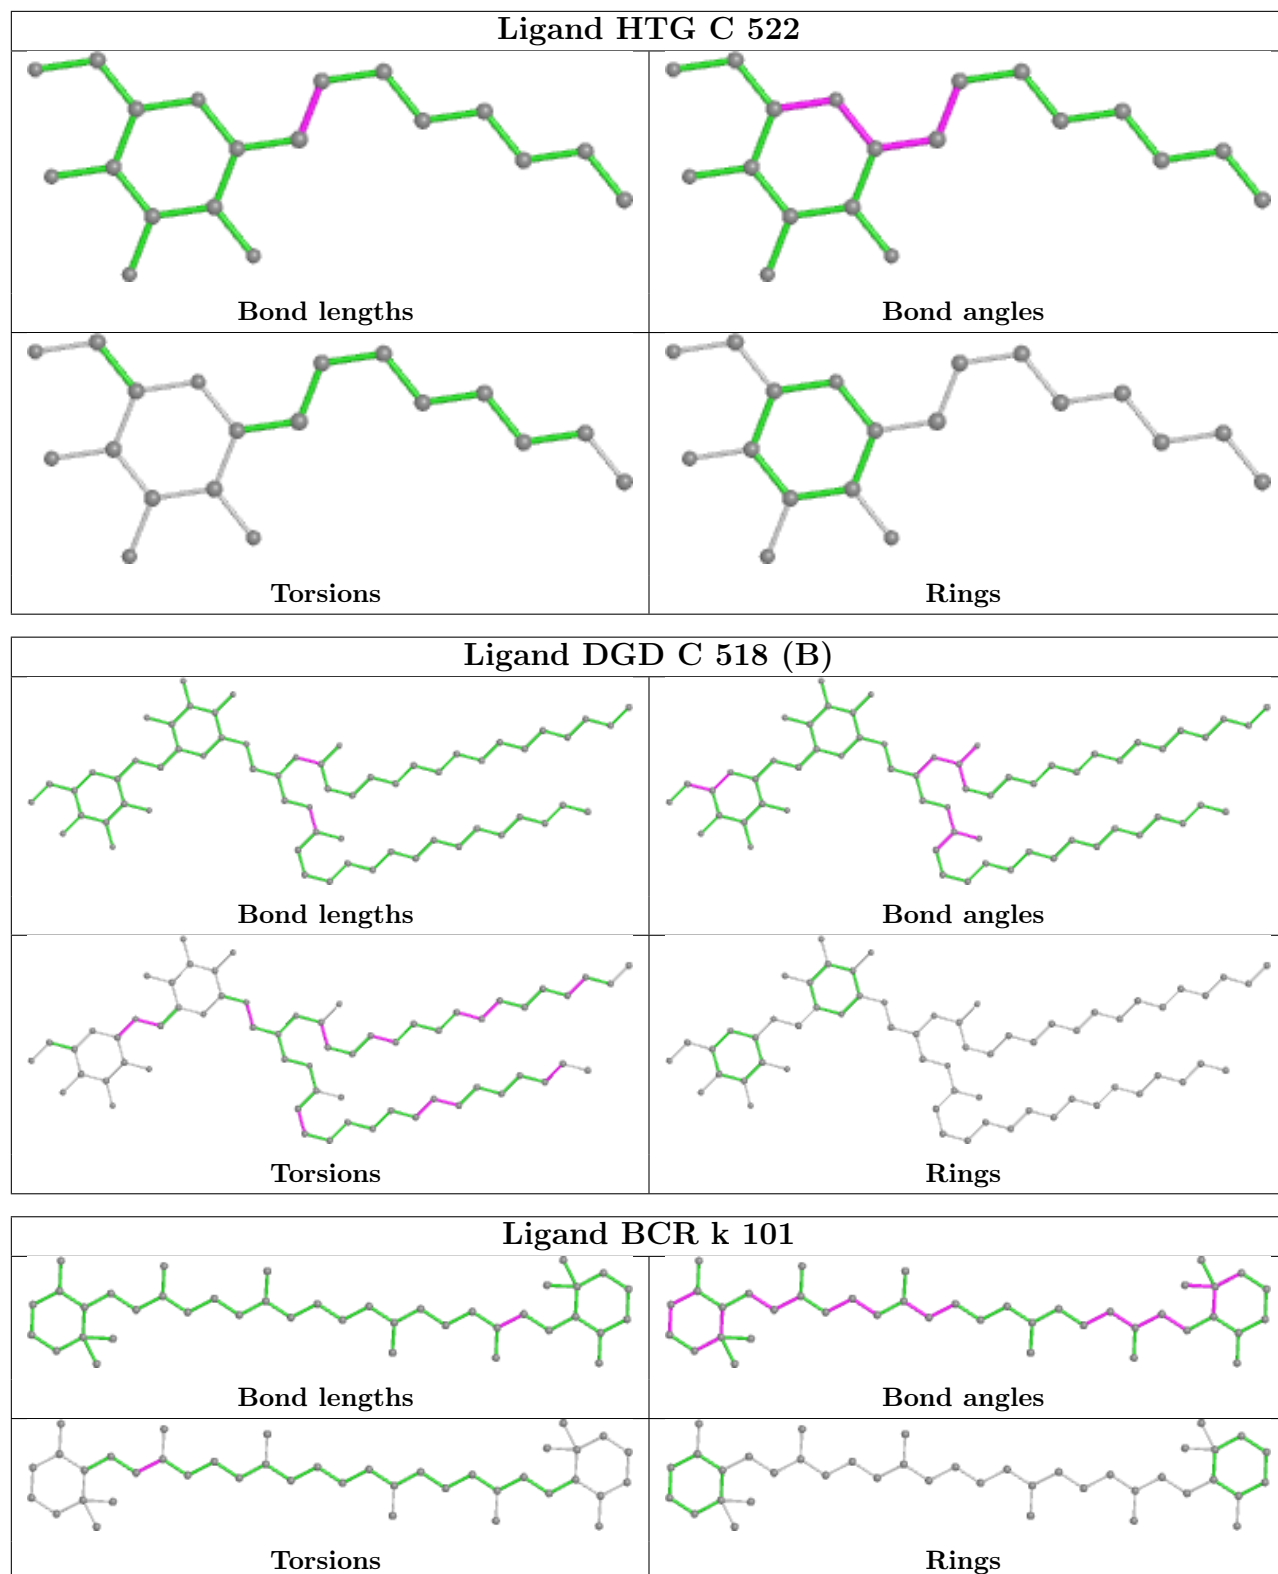 Ligand HTG C 522
Bond lengths
Bond angles
Torsions
Rings
Ligand DGD C 518 (B)
Bond lengths
Bond angles
Torsions
Rings
Ligand BCR k 101
Bond lengths
Bond angles
Torsions
Rings